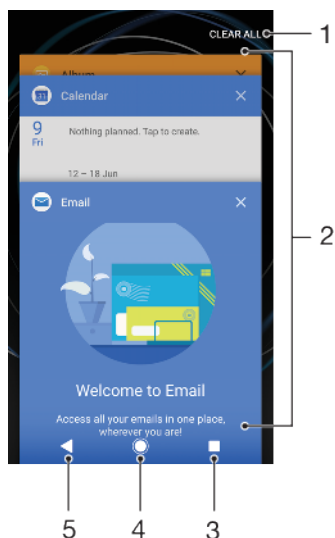 CLEAR ALL
1
Album
Calendar
9
Fri
Nothing planned. Tap to create.
12 – 18 Jun
2
Email
Welcome to Email
Access all your emails in one place,
wherever you are!
5
4
3